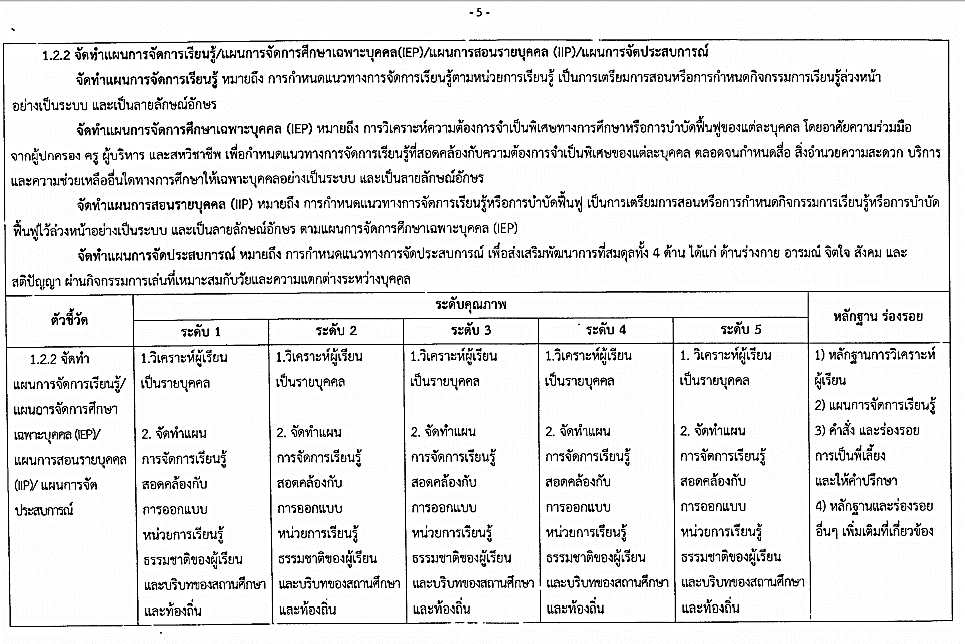 - 5 -
1.2.2 จัดทำแผนการจัดการเรียนรู้/แผนการจัดการศึกษาเฉพาะบุคคล(IEP)/แผนการสอนรายบุคคล (IIP)/แผนการจัดประสบการณ์
จัดทำแผนการจัดการเรียนรู้ หมายถึง การกำหนดแนวทางการจัดการเรียนรู้ตามหน่วยการเรียนรู้ เป็นการเตรียมการสอนหรือการกำหนดกิจกรรมการเรียนรู้ล่วงหน้า
อย่างเป็นระบบ และเป็นลายลักษณ์อักษร
จัดทำแผนการจัดการศึกษาเฉพาะบุคคล (IEP) หมายถึง การวิเคราะห์ความต้องการจำเป็นพิเศษทางการศึกษาหรือการบำบัดฟื้นฟูของแต่ละบุคคล โดยอาศัยความร่วมมือ
จากผู้ปกครอง ครู ผู้บริหาร และสหวิชาชีพ เพื่อกำหนดแนวทางการจัดการเรียนรู้ที่สอดคล้องกับความต้องการจำเป็นพิเศษของแต่ละบุคคล ตลอดจนกำหนดสื่อ สิ่งอำนวยความสะดวก บริการ
และความช่วยเหลืออื่นใดทางการศึกษาให้เฉพาะบุคคลอย่างเป็นระบบ และเป็นลายลักษณ์อักษร
จัดทำแผนการสอนรายบุคคล (IIP) หมายถึง การกำหนดแนวทางการจัดการเรียนรู้หรือการบำบัดฟื้นฟู เป็นการเตรียมการสอนหรือการกำหนดกิจกรรมการเรียนรู้หรือการบำบัด
ฟื้นฟูไว้ล่วงหน้าอย่างเป็นระบบ และเป็นลายลักษณ์อักษร ตามแผนการจัดการศึกษาเฉพาะบุคคล (IEP)
จัดทำแผนการจัดประสบการณ์ หมายถึง การกำหนดแนวทางการจัดประสบการณ์ เพื่อส่งเสริมพัฒนาการที่สมดุลทั้ง 4 ด้าน ได้แก่ ด้านร่างกาย อารมณ์ จิตใจ สังคม และ
สติปัญญา ผ่านกิจกรรมการเล่นที่เหมาะสมกับวัยและความแตกต่างระหว่างบุคคล
ตัวชี้วัด
ระดับคุณภาพ
หลักฐาน ร่องรอย
ระดับ 1
ระดับ 2
ระดับ 3
ระดับ 4
ระดับ 5
1.2.2 จัดทำ
แผนการจัดการเรียนรู้/
แผนการจัดการศึกษา
เฉพาะบุคคล (IEP)/
แผนการสอนรายบุคคล
(IIP)/ แผนการจัด
ประสบการณ์
1.วิเคราะห์ผู้เรียน
เป็นรายบุคคล
2. จัดทำแผน
การจัดการเรียนรู้
สอดคล้องกับ
การออกแบบ
หน่วยการเรียนรู้
ธรรมชาติของผู้เรียน
และบริบทของสถานศึกษา
และท้องถิ่น
1.วิเคราะห์ผู้เรียน
เป็นรายบุคคล
2. จัดทำแผน
การจัดการเรียนรู้
สอดคล้องกับ
การออกแบบ
หน่วยการเรียนรู้
ธรรมชาติของผู้เรียน
และบริบทของสถานศึกษา
และท้องถิ่น
1.วิเคราะห์ผู้เรียน
เป็นรายบุคคล
2. จัดทำแผน
การจัดการเรียนรู้
สอดคล้องกับ
การออกแบบ
หน่วยการเรียนรู้
ธรรมชาติของผู้เรียน
และบริบทของสถานศึกษา
และท้องถิ่น
1.วิเคราะห์ผู้เรียน
เป็นรายบุคคล
2. จัดทำแผน
การจัดการเรียนรู้
สอดคล้องกับ
การออกแบบ
หน่วยการเรียนรู้
ธรรมชาติของผู้เรียน
และบริบทของสถานศึกษา
และท้องถิ่น
1. วิเคราะห์ผู้เรียน
เป็นรายบุคคล
2. จัดทำแผน
การจัดการเรียนรู้
สอดคล้องกับ
การออกแบบ
หน่วยการเรียนรู้
ธรรมชาติของผู้เรียน
และบริบทของสถานศึกษา
และท้องถิ่น
1) หลักฐานการวิเคราะห์
ผู้เรียน
2) แผนการจัดการเรียนรู้
3) คำสั่ง และร่องรอย
การเป็นพี่เลี้ยง
และให้คำปรึกษา
4) หลักฐานและร่องรอย
อื่นๆ เพิ่มเติมที่เกี่ยวข้อง